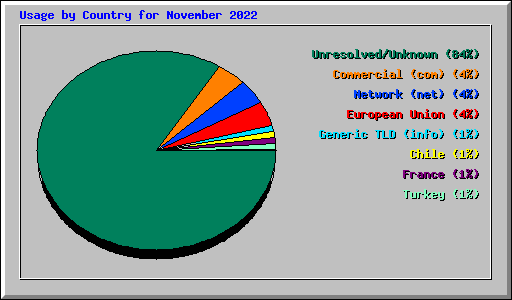 Usage by Country for November 2022
Unresolved/Unknown (84%)
Commercial (com) (4%)
Network (net) (4%)
European Union (4%)
Generic TLD (info) (1%)
Chile (1%)
France (1%)
Turkey (1%)